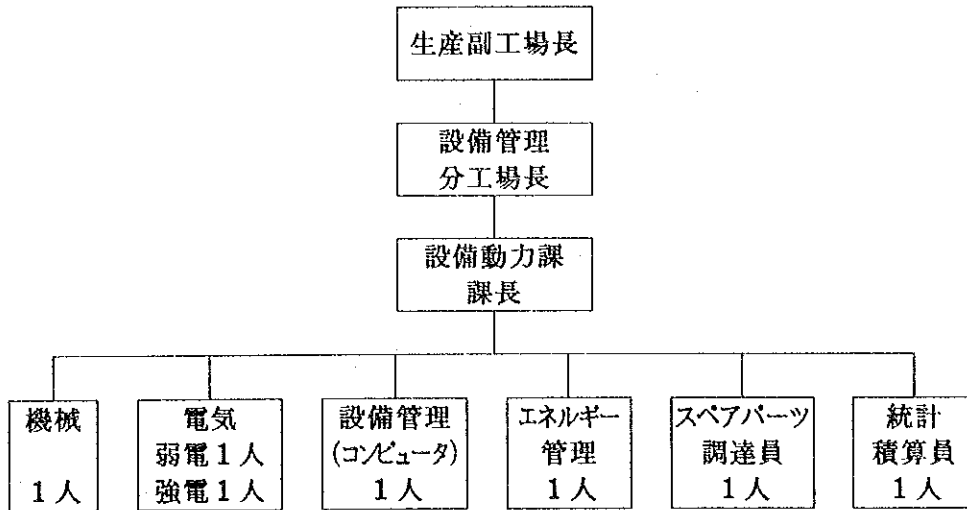 生産副工場長
設備管理
分工場長
設備動力課
課長
機械
1人
電気
弱電1人
強電1人
設備管理
(コンピュータ)
1人
エネルギー
管理
1人
スペアパーツ
調達員
1人
統計
積算員
1人